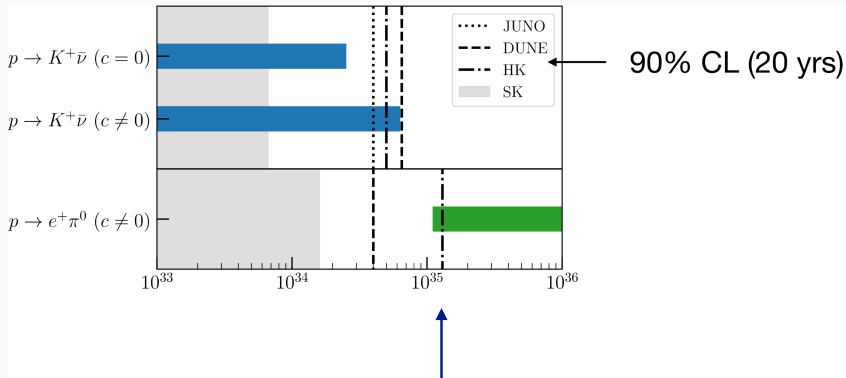 p → K⁺ν̄ (c = 0)
p → K⁺ν̄ (c ≠ 0)
p → e⁺π⁰ (c ≠ 0)
JUNO
DUNE
HK
SK
90% CL (20 yrs)
10³³ 10³⁴ 10³⁵ 10³⁶